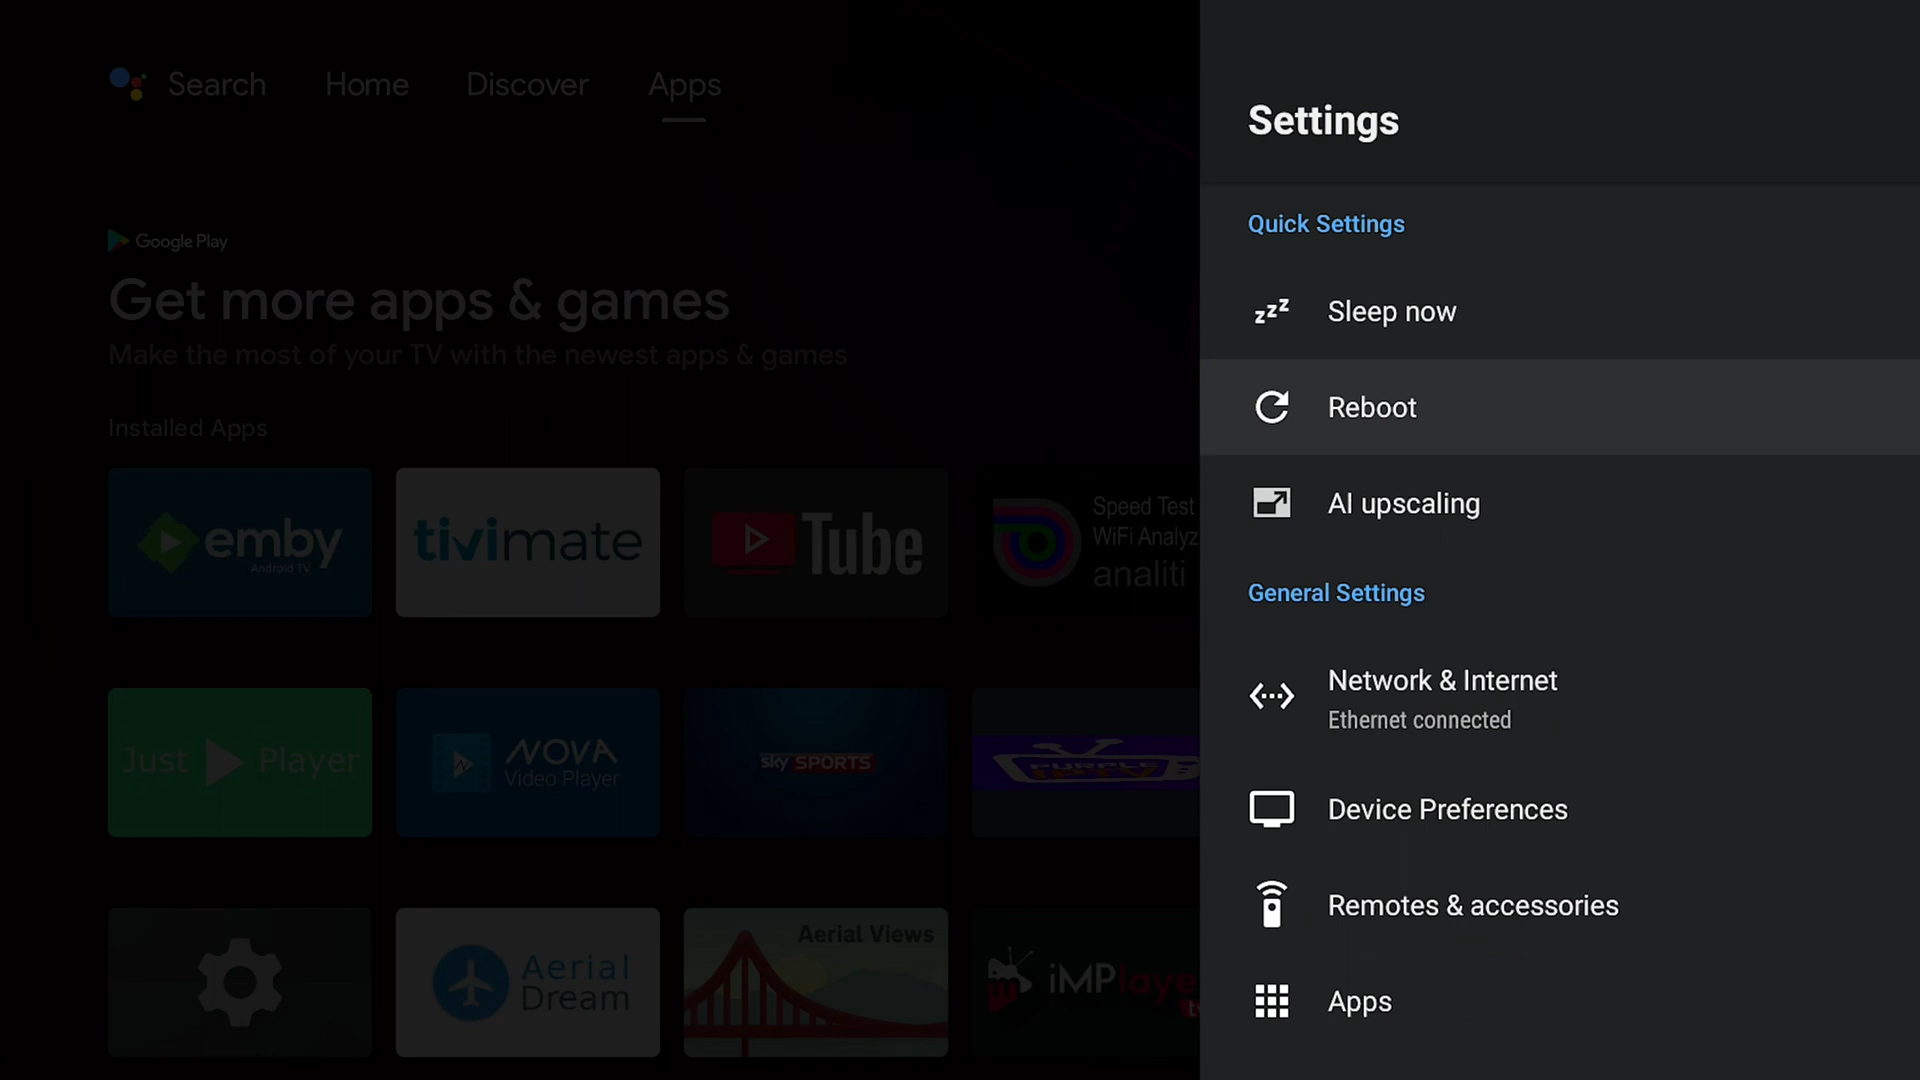 Search
Home
Discover
Apps
Google Play
Get more apps & games
Make the most of your TV with the newest apps & games
Installed Apps
emby
Android TV
tivimate
Tube
Speed Test
WiFi Analyz
analiti
Just Player
NOVA
Video Player
sky SPORTS
PURPLE
IPTV
Aerial
Dream
Aerial Views
iMPlaye
tv
Settings
Quick Settings
Sleep now
Reboot
AI upscaling
General Settings
Network & Internet
Ethernet connected
Device Preferences
Remotes & accessories
Apps